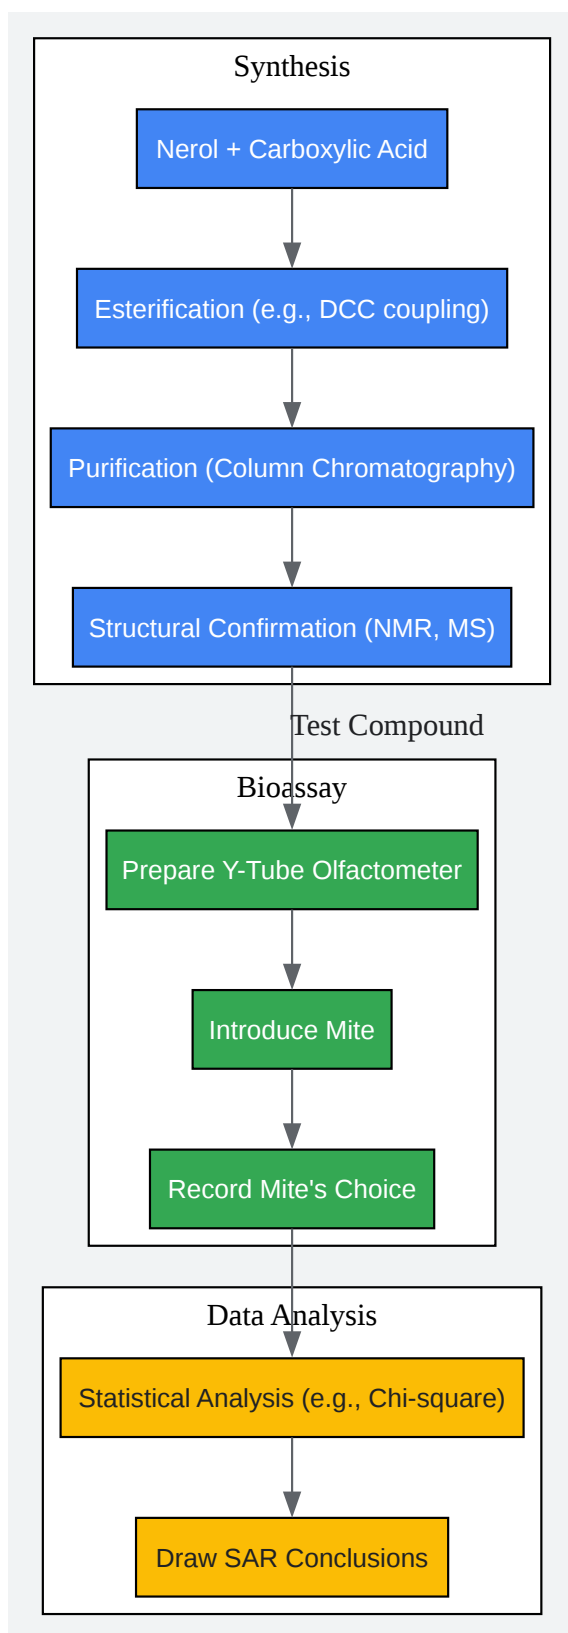 Synthesis
Nerol + Carboxylic Acid
Esterification (e.g., DCC coupling)
Purification (Column Chromatography)
Structural Confirmation (NMR, MS)
Test Compound
Bioassay
Prepare Y-Tube Olfactometer
Introduce Mite
Record Mite's Choice
Data Analysis
Statistical Analysis (e.g., Chi-square)
Draw SAR Conclusions